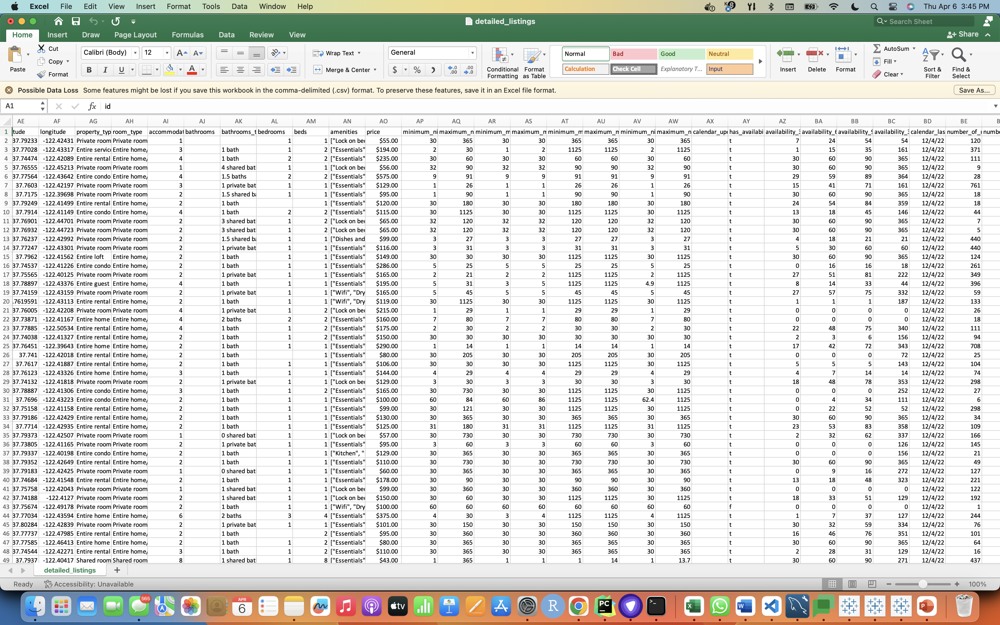 Excel File Edit View Insert Format Tools Data Window Help Thu Apr 6 3:45 PM
detailed_listings
Search Sheet
Home Insert Draw Page Layout Formulas Data Review View Share
Paste Cut Copy Format
Calibri (Body) 12
B I U
Wrap Text
Merge & Center
General
$ %
Conditional Formatting
Format as Table
Normal Bad Good Neutral
Calculation Check Cell Explanatory T... Input
Insert Delete Format
AutoSum
Fill
Clear
Sort & Filter
Find & Select
Possible Data Loss Some features might be lost if you save this workbook in the comma-delimited (.csv) format. To preserve these features, save it in an Excel file format. Save As...
A1 fx id
AE AF AG AH AI AJ AK AL AM AN AO AP AQ AR AS AT AU AV AW AX AY AZ BA BB BC BD BE
1 tude longitude property_typ room_type accommodat bathrooms bathrooms_t bedrooms beds amenities price minimum_ni maximum_n minimum_m maximum_m minimum_m maximum_m minimum_ni maximum_n calendar_upd has_availabi availability_3 availability_6 availability_9 availability_3 calendar_las number_of_r numbe
2 37.79233 -122.42431 Private room Private room 1 1 1 ["Lock on bed $55.00 30 365 30 30 365 365 30 365 t 7 24 54 54 12/4/22 120
3 37.77028 -122.43317 Entire servic Entire home/ 3 1 bath 1 2 ["Essentials" $194.00 2 30 1 2 1125 1125 2 1125 t 1 15 35 161 12/4/22 371
4 37.74474 -122.42089 Entire rental Entire home/ 4 1 bath 2 2 ["Essentials" $235.00 30 60 30 30 60 60 30 60 t 30 60 90 365 12/4/22 111
5 37.76555 -122.45213 Private room Private room 1 4 shared bat 1 1 ["Lock on bed $56.00 32 90 32 32 90 90 32 90 t 30 60 90 365 12/4/22 9
6 37.77564 -122.43642 Entire condo Entire home/ 4 1.5 baths 2 2 ["Essentials" $575.00 9 91 9 9 91 91 9 91 t 29 59 89 364 12/4/22 28
7 37.7603 -122.42197 Private room Private room 3 1 private bat 1 1 ["Essentials" $129.00 1 26 1 1 26 26 1 26 t 15 41 71 161 12/4/22 761
8 37.7175 -122.39698 Private room Private room 2 1.5 shared ba 1 1 ["Essentials" $95.00 1 90 1 1 90 90 1 90 t 30 60 90 365 12/4/22 18
9 37.79249 -122.41499 Entire rental Entire home/ 2 1 bath 1 ["Essentials" $120.00 30 180 30 30 180 180 30 180 t 24 54 84 359 12/4/22 18
10 37.7914 -122.41149 Entire condo Entire home/ 4 1 bath 2 2 ["Essentials" $115.00 30 1125 30 30 1125 1125 30 1125 t 13 18 45 146 12/4/22 44
11 37.76901 -122.44701 Private room Private room 2 3 shared bat 1 2 ["Lock on bed $65.00 32 120 32 32 120 120 32 120 t 30 60 90 365 12/4/22 7
12 37.76932 -122.44723 Private room Private room 2 3 shared bat 1 2 ["Lock on bed $65.00 32 120 32 32 120 120 32 120 t 30 60 90 365 12/4/22 5
13 37.76237 -122.42992 Private room Private room 2 1.5 shared ba 1 1 ["Dishes and $99.00 3 27 3 3 27 27 3 27 t 4 18 21 21 12/4/22 440
14 37.77247 -122.43301 Private room Private room 2 1 private bat 1 1 ["Essentials" $116.00 3 31 3 3 31 31 3 31 t 5 30 60 60 12/4/22 440
15 37.7962 -122.41562 Entire loft Entire home/ 2 1 bath 1 1 ["Essentials" $149.00 30 30 30 30 1125 1125 30 1125 t 30 60 90 365 12/4/22 124
16 37.74537 -122.41226 Entire condo Entire home/ 2 1 bath 1 1 ["Essentials" $286.00 5 25 5 5 25 25 5 25 t 0 16 16 18 12/4/22 261
17 37.75565 -122.40125 Private room Private room 2 1 private bat 1 1 ["Essentials" $165.00 2 21 2 2 1125 1125 2 1125 t 27 51 81 222 12/4/22 349
18 37.78897 -122.43376 Entire guest Entire home/ 4 1 bath 1 1 ["Essentials" $195.00 5 31 3 5 1125 1125 4.9 1125 t 8 14 33 44 12/4/22 396
19 37.74159 -122.43159 Private room Private room 2 1 private bat 1 1 ["Wifi", "Dry $165.00 5 45 5 5 45 45 5 45 t 27 57 75 332 12/4/22 59
20 .7619591 -122.43113 Entire rental Entire home/ 2 1 bath 1 1 ["Wifi", "Dry $119.00 30 1125 30 30 1125 1125 30 1125 t 1 1 1 187 12/4/22 133
21 37.76005 -122.42208 Private room Private room 4 1 private bat 1 2 ["Lock on bed $215.00 1 29 1 1 29 29 1 29 t 0 0 0 0 12/4/22 26
22 37.73871 -122.41167 Entire home Entire home/ 4 2 baths 2 2 ["Essentials" $160.00 7 80 7 7 80 80 7 80 t 0 0 0 0 12/4/22 18
23 37.77885 -122.50534 Entire rental Entire home/ 4 1 bath 1 2 ["Essentials" $175.00 2 30 2 2 30 30 2 30 t 22 48 75 340 12/4/22 111
24 37.74038 -122.41327 Entire rental Entire home/ 2 1 bath 1 2 ["Essentials" $150.00 30 30 30 30 30 30 30 30 t 2 3 6 156 12/4/22 94
25 37.76451 -122.39643 Entire home Entire home/ 2 1 bath 1 1 ["Essentials" $290.00 1 14 1 1 14 14 1 14 t 17 42 72 343 12/4/22 708
26 37.741 -122.42018 Entire rental Entire home/ 2 1 bath 1 ["Essentials" $80.00 30 205 30 30 205 205 30 205 t 0 0 0 72 12/4/22 25
27 37.7617 -122.41887 Entire rental Entire home/ 2 1 bath 1 1 ["Essentials" $106.00 30 30 30 30 1125 1125 30 1125 t 5 5 5 143 12/4/22 104
28 37.76123 -122.43326 Entire home Entire home/ 3 1 bath 1 1 ["Essentials" $144.00 4 29 4 4 29 29 4 29 t 4 7 14 14 12/4/22 74
29 37.74132 -122.41818 Private room Private room 2 1 private bat 1 1 ["Lock on bed $129.00 3 30 3 3 30 30 3 30 t 18 48 78 353 12/4/22 298
30 37.78887 -122.41306 Entire condo Entire home/ 3 1 bath 1 2 ["Essentials" $165.00 30 730 30 30 1125 1125 30 1125 t 0 0 0 252 12/4/22 27
31 37.7696 -122.43223 Entire condo Entire home/ 2 1 bath 1 1 ["Essentials" $100.00 60 84 60 86 1125 1125 62.4 1125 t 0 4 34 111 12/4/22 6
32 37.75158 -122.41158 Entire rental Entire home/ 2 1 bath 1 1 ["Essentials" $99.00 30 121 30 30 1125 1125 30 1125 t 0 22 52 52 12/4/22 298
33 37.79186 -122.42429 Entire rental Entire home/ 2 1 bath 1 1 ["Essentials" $130.00 30 365 30 30 365 365 30 365 t 30 60 90 365 12/4/22 34
34 37.7714 -122.42935 Entire rental Entire home/ 2 1 bath 1 1 ["Essentials" $125.00 31 180 31 31 1125 1125 31 1125 t 23 53 83 358 12/4/22 109
35 37.79373 -122.42507 Private room Private room 1 0 shared bat 1 1 ["Lock on bed $57.00 30 730 30 30 730 730 30 730 t 2 32 62 337 12/4/22 166
36 37.73805 -122.41165 Private room Private room 2 1 private bat 1 1 ["Essentials" $95.00 3 60 3 3 60 60 3 60 t 0 0 0 126 12/4/22 145
37 37.79337 -122.40198 Entire condo Entire home/ 2 1 bath 1 1 ["Kitchen", " $129.00 30 365 30 30 365 365 30 365 t 0 0 0 156 12/4/22 21
38 37.79352 -122.42649 Entire rental Entire home/ 2 1 bath 1 1 ["Essentials" $110.00 30 730 30 30 730 730 30 730 t 30 60 90 365 12/4/22 49
39 37.79183 -122.42425 Private room Private room 1 0 shared bat 1 1 ["Essentials" $60.00 30 365 30 30 365 365 30 365 t 0 9 16 272 12/4/22 127
40 37.74684 -122.41548 Entire rental Entire home/ 2 1 bath 1 1 ["Essentials" $178.00 30 90 30 30 90 90 30 90 t 13 18 48 323 12/4/22 221
41 37.75758 -122.42043 Private room Private room 1 1 shared bat 1 1 ["Lock on bed $99.00 30 360 30 30 360 360 30 360 t 0 0 0 0 12/4/22 122
42 37.74188 -122.4127 Private room Private room 2 1 shared bat 1 1 ["Lock on bed $150.00 30 60 30 30 1125 1125 30 1125 t 18 33 51 129 12/4/22 192
43 37.75674 -122.49178 Private room Private room 2 1 bath 1 1 ["Wifi", "Dry $100.00 60 60 60 60 60 60 60 60 f 0 0 0 0 12/4/22 1
44 37.77034 -122.43594 Entire home Entire home/ 6 2 baths 3 4 ["Essentials" $375.00 4 30 3 4 1125 1125 4 1125 t 1 7 37 127 12/4/22 244
45 37.80284 -122.42839 Private room Private room 2 1 private bat 1 1 ["Essentials" $101.00 30 150 30 30 150 150 30 150 t 30 32 59 334 12/4/22 76
46 37.77737 -122.47985 Entire rental Entire home/ 2 1 bath 2 ["Essentials" $95.00 30 360 30 30 360 360 30 360 t 16 46 76 351 12/4/22 101
47 37.77585 -122.46413 Entire home Entire home/ 2 1 bath 1 2 ["Essentials" $80.00 30 365 30 30 365 365 30 365 t 30 60 90 365 12/4/22 64
48 37.74544 -122.42271 Entire rental Entire home/ 3 1 bath 1 2 ["Essentials" $110.00 30 365 30 30 365 365 30 365 t 2 28 31 129 12/4/22 16
49 37.7937 -122.40417 Shared room Shared room 8 1 shared bat 1 8 ["Essentials" $43.00 1 365 1 1 1 14 1 13.7 t 30 60 90 271 12/4/22 437
detailed_listings +
Ready Accessibility: Unavailable 100%
565 APR 6 tv R PC X W P